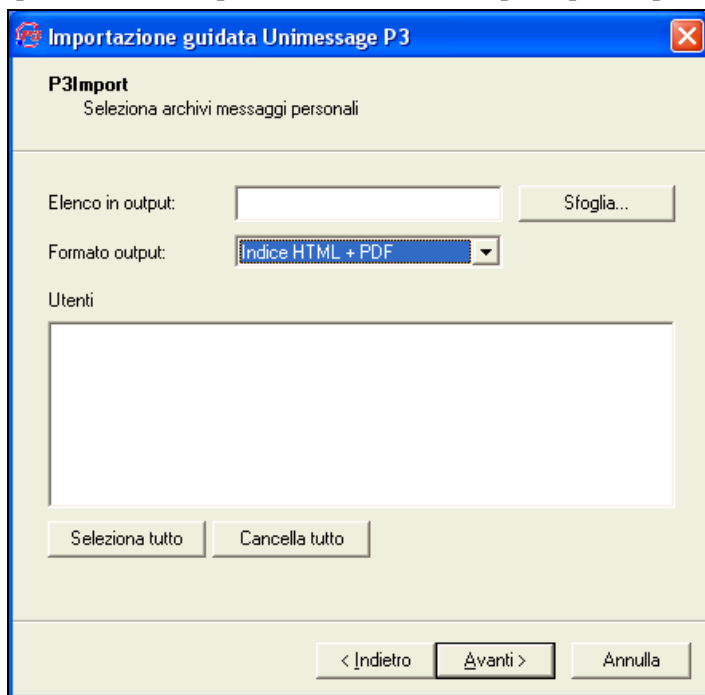 Importazione guidata Unimessage P3
P3Import
Seleziona archivi messaggi personali
Elenco in output:
Sfoglia...
Formato output:
Indice HTML + PDF
Utenti
Seleziona tutto
Cancella tutto
< Indietro
Avanti >
Annulla